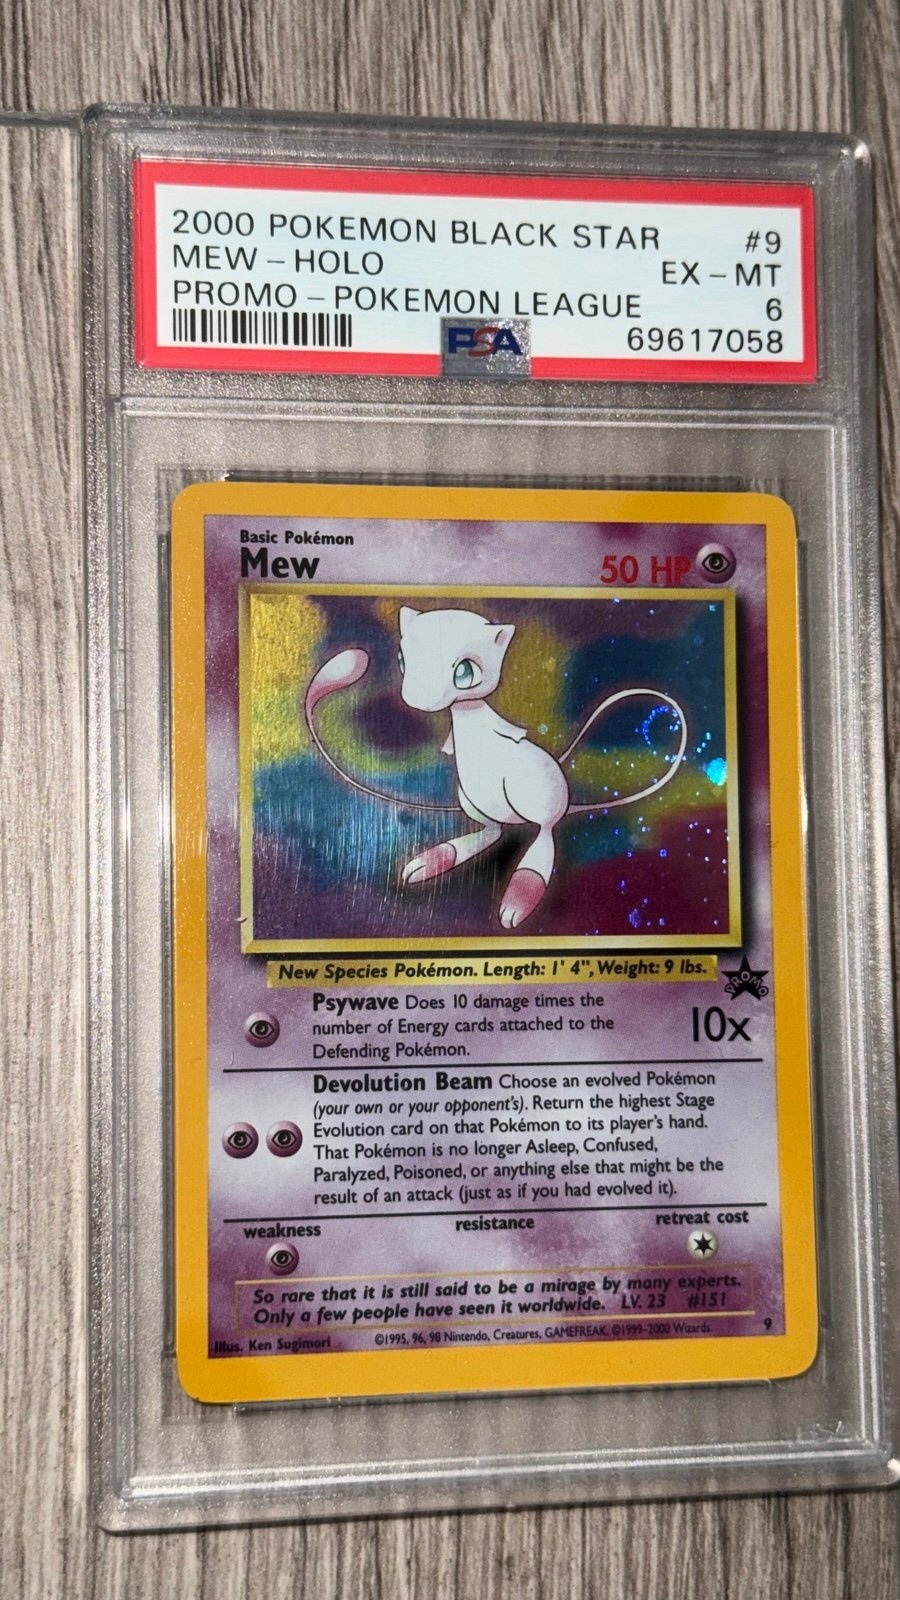 2000 POKEMON BLACK STAR #9
MEW – HOLO EX – MT
PROMO – POKEMON LEAGUE 6
PSA 69617058
Basic Pokémon
Mew 50 HP
New Species Pokémon. Length: 1' 4", Weight: 9 lbs.
PROMO
Psywave Does 10 damage times the
number of Energy cards attached to the
Defending Pokémon.
10x
Devolution Beam Choose an evolved Pokémon
(your own or your opponent's). Return the highest Stage
Evolution card on that Pokémon to its player's hand.
That Pokémon is no longer Asleep, Confused,
Paralyzed, Poisoned, or anything else that might be the
result of an attack (just as if you had evolved it).
weakness resistance retreat cost
So rare that it is still said to be a mirage by many experts.
Only a few people have seen it worldwide. LV. 23 #151
Illus. Ken Sugimori ©1995, 96, 98 Nintendo, Creatures, GAMEFREAK. ©1999-2000 Wizards. 9